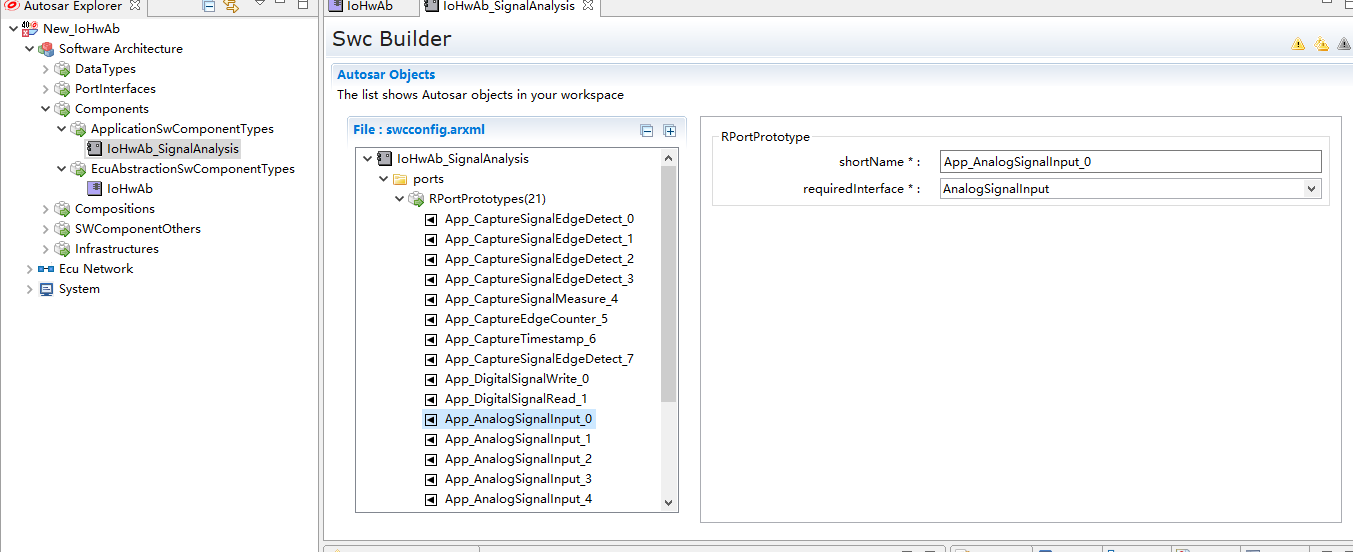 Autosar Explorer
New_IoHwAb
Software Architecture
DataTypes
PortInterfaces
Components
ApplicationSwComponentTypes
IoHwAb_SignalAnalysis
EcuAbstractionSwComponentTypes
IoHwAb
Compositions
SWComponentOthers
Infrastructures
Ecu Network
System
IoHwAb
IoHwAb_SignalAnalysis
Swc Builder
Autosar Objects
The list shows Autosar objects in your workspace
File : swcconfig.arxml
IoHwAb_SignalAnalysis
ports
RPortPrototypes(21)
App_CaptureSignalEdgeDetect_0
App_CaptureSignalEdgeDetect_1
App_CaptureSignalEdgeDetect_2
App_CaptureSignalEdgeDetect_3
App_CaptureSignalMeasure_4
App_CaptureEdgeCounter_5
App_CaptureTimestamp_6
App_CaptureSignalEdgeDetect_7
App_DigitalSignalWrite_0
App_DigitalSignalRead_1
App_AnalogSignalInput_0
App_AnalogSignalInput_1
App_AnalogSignalInput_2
App_AnalogSignalInput_3
App_AnalogSignalInput_4
RPortPrototype
shortName * : App_AnalogSignalInput_0
requiredInterface * : AnalogSignalInput